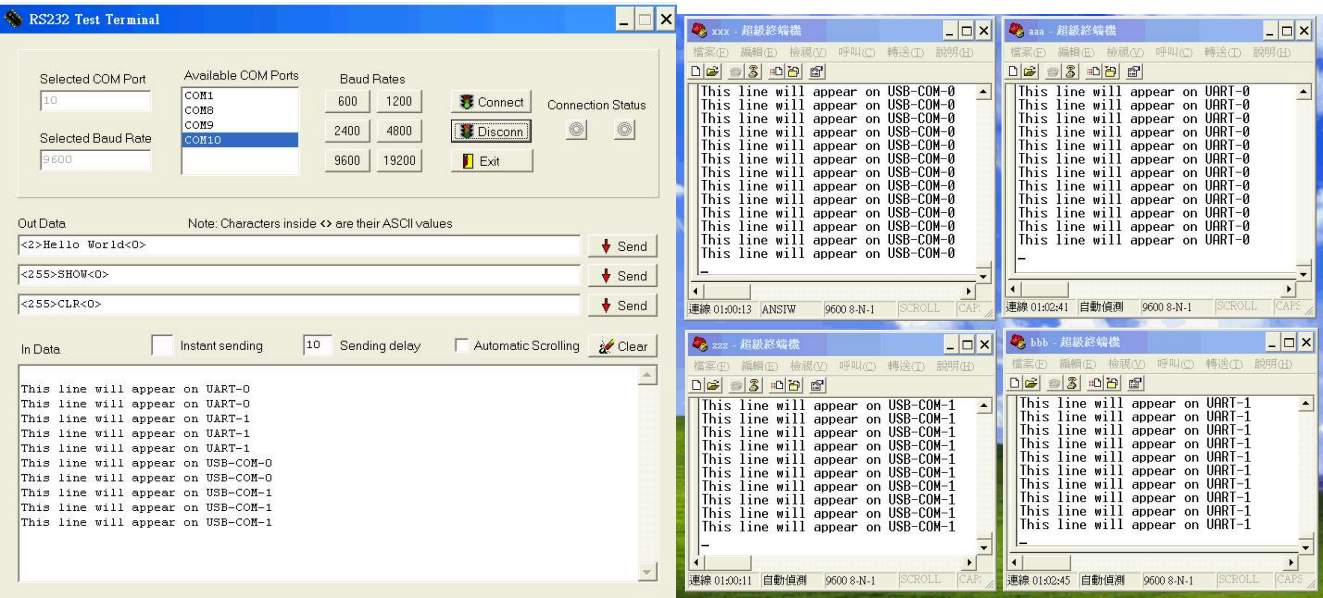 RS232 Test Terminal
Selected COM Port
10
Selected Baud Rate
9600
Available COM Ports
COM1
COM8
COM9
COM10
Baud Rates
600 1200
2400 4800
9600 19200
Connect
Disconn
Exit
Connection Status
Out Data
Note: Characters inside <> are their ASCII values
<2>Hello World<0>
Send
<255>SHOW<0>
Send
<255>CLR<0>
Send
In Data
Instant sending
10 Sending delay
Automatic Scrolling
Clear
This line will appear on UART-0
This line will appear on UART-0
This line will appear on UART-1
This line will appear on UART-1
This line will appear on UART-1
This line will appear on USB-COM-0
This line will appear on USB-COM-0
This line will appear on USB-COM-1
This line will appear on USB-COM-1
This line will appear on USB-COM-1
xxx - 超級終端機
檔案(F) 編輯(E) 檢視(V) 呼叫(C) 轉送(T) 說明(H)
This line will appear on USB-COM-0
This line will appear on USB-COM-0
This line will appear on USB-COM-0
This line will appear on USB-COM-0
This line will appear on USB-COM-0
This line will appear on USB-COM-0
This line will appear on USB-COM-0
This line will appear on USB-COM-0
This line will appear on USB-COM-0
This line will appear on USB-COM-0
This line will appear on USB-COM-0
This line will appear on USB-COM-0
This line will appear on USB-COM-0
連線 01:00:13 ANSIW 9600 8-N-1 SCROLL CAP
aaa - 超級終端機
檔案(F) 編輯(E) 檢視(V) 呼叫(C) 轉送(T) 說明(H)
This line will appear on UART-0
This line will appear on UART-0
This line will appear on UART-0
This line will appear on UART-0
This line will appear on UART-0
This line will appear on UART-0
This line will appear on UART-0
This line will appear on UART-0
This line will appear on UART-0
This line will appear on UART-0
This line will appear on UART-0
This line will appear on UART-0
連線 01:02:41 自動偵測 9600 8-N-1 SCROLL CAPS
zzz - 超級終端機
檔案(F) 編輯(E) 檢視(V) 呼叫(C) 轉送(T) 說明(H)
This line will appear on USB-COM-1
This line will appear on USB-COM-1
This line will appear on USB-COM-1
This line will appear on USB-COM-1
This line will appear on USB-COM-1
This line will appear on USB-COM-1
This line will appear on USB-COM-1
This line will appear on USB-COM-1
This line will appear on USB-COM-1
This line will appear on USB-COM-1
連線 01:00:11 自動偵測 9600 8-N-1 SCROLL CAP
bbb - 超級終端機
檔案(F) 編輯(E) 檢視(V) 呼叫(C) 轉送(T) 說明(H)
This line will appear on UART-1
This line will appear on UART-1
This line will appear on UART-1
This line will appear on UART-1
This line will appear on UART-1
This line will appear on UART-1
This line will appear on UART-1
This line will appear on UART-1
This line will appear on UART-1
This line will appear on UART-1
連線 01:02:45 自動偵測 9600 8-N-1 SCROLL CAPS